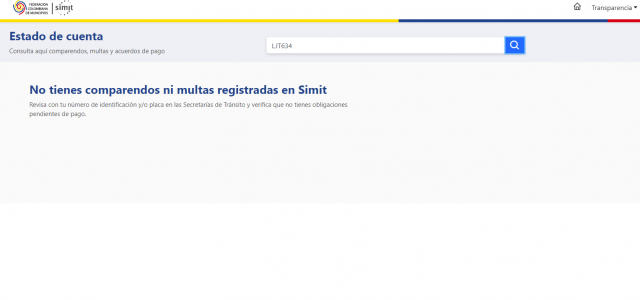 FEDERACIÓN
COLOMBIANA
DE MUNICIPIOS
simit
Transparencia
Estado de cuenta
Consulta aquí comparendos, multas y acuerdos de pago
LJT634
No tienes comparendos ni multas registradas en Simit
Revisa con tu número de identificación y/o placa en las Secretarías de Tránsito y verifica que no tienes obligaciones
pendientes de pago.